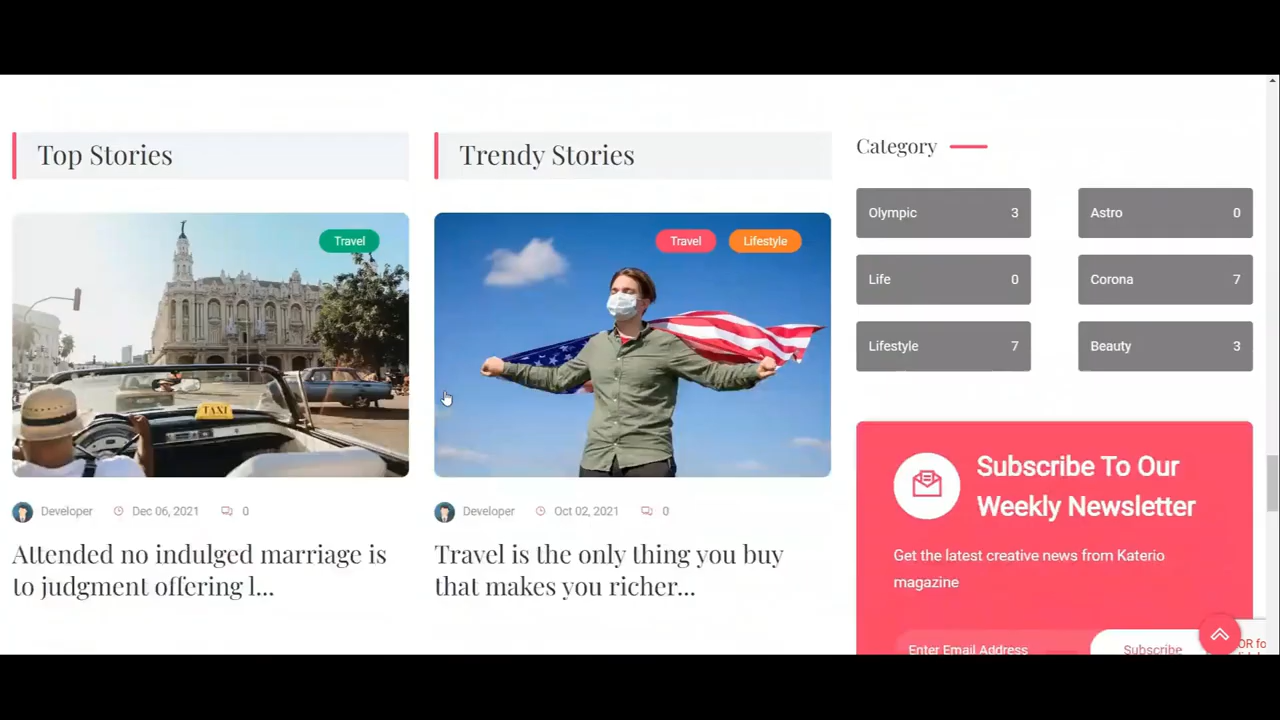 Top Stories
Travel
TAXI
Developer Dec 06, 2021 0
Attended no indulged marriage is
to judgment offering l...
Trendy Stories
Travel Lifestyle
Developer Oct 02, 2021 0
Travel is the only thing you buy
that makes you richer...
Category
Olympic 3
Astro 0
Life 0
Corona 7
Lifestyle 7
Beauty 3
Subscribe To Our
Weekly Newsletter
Get the latest creative news from Katerio
magazine
Enter Email Address
Subscribe
OR fo